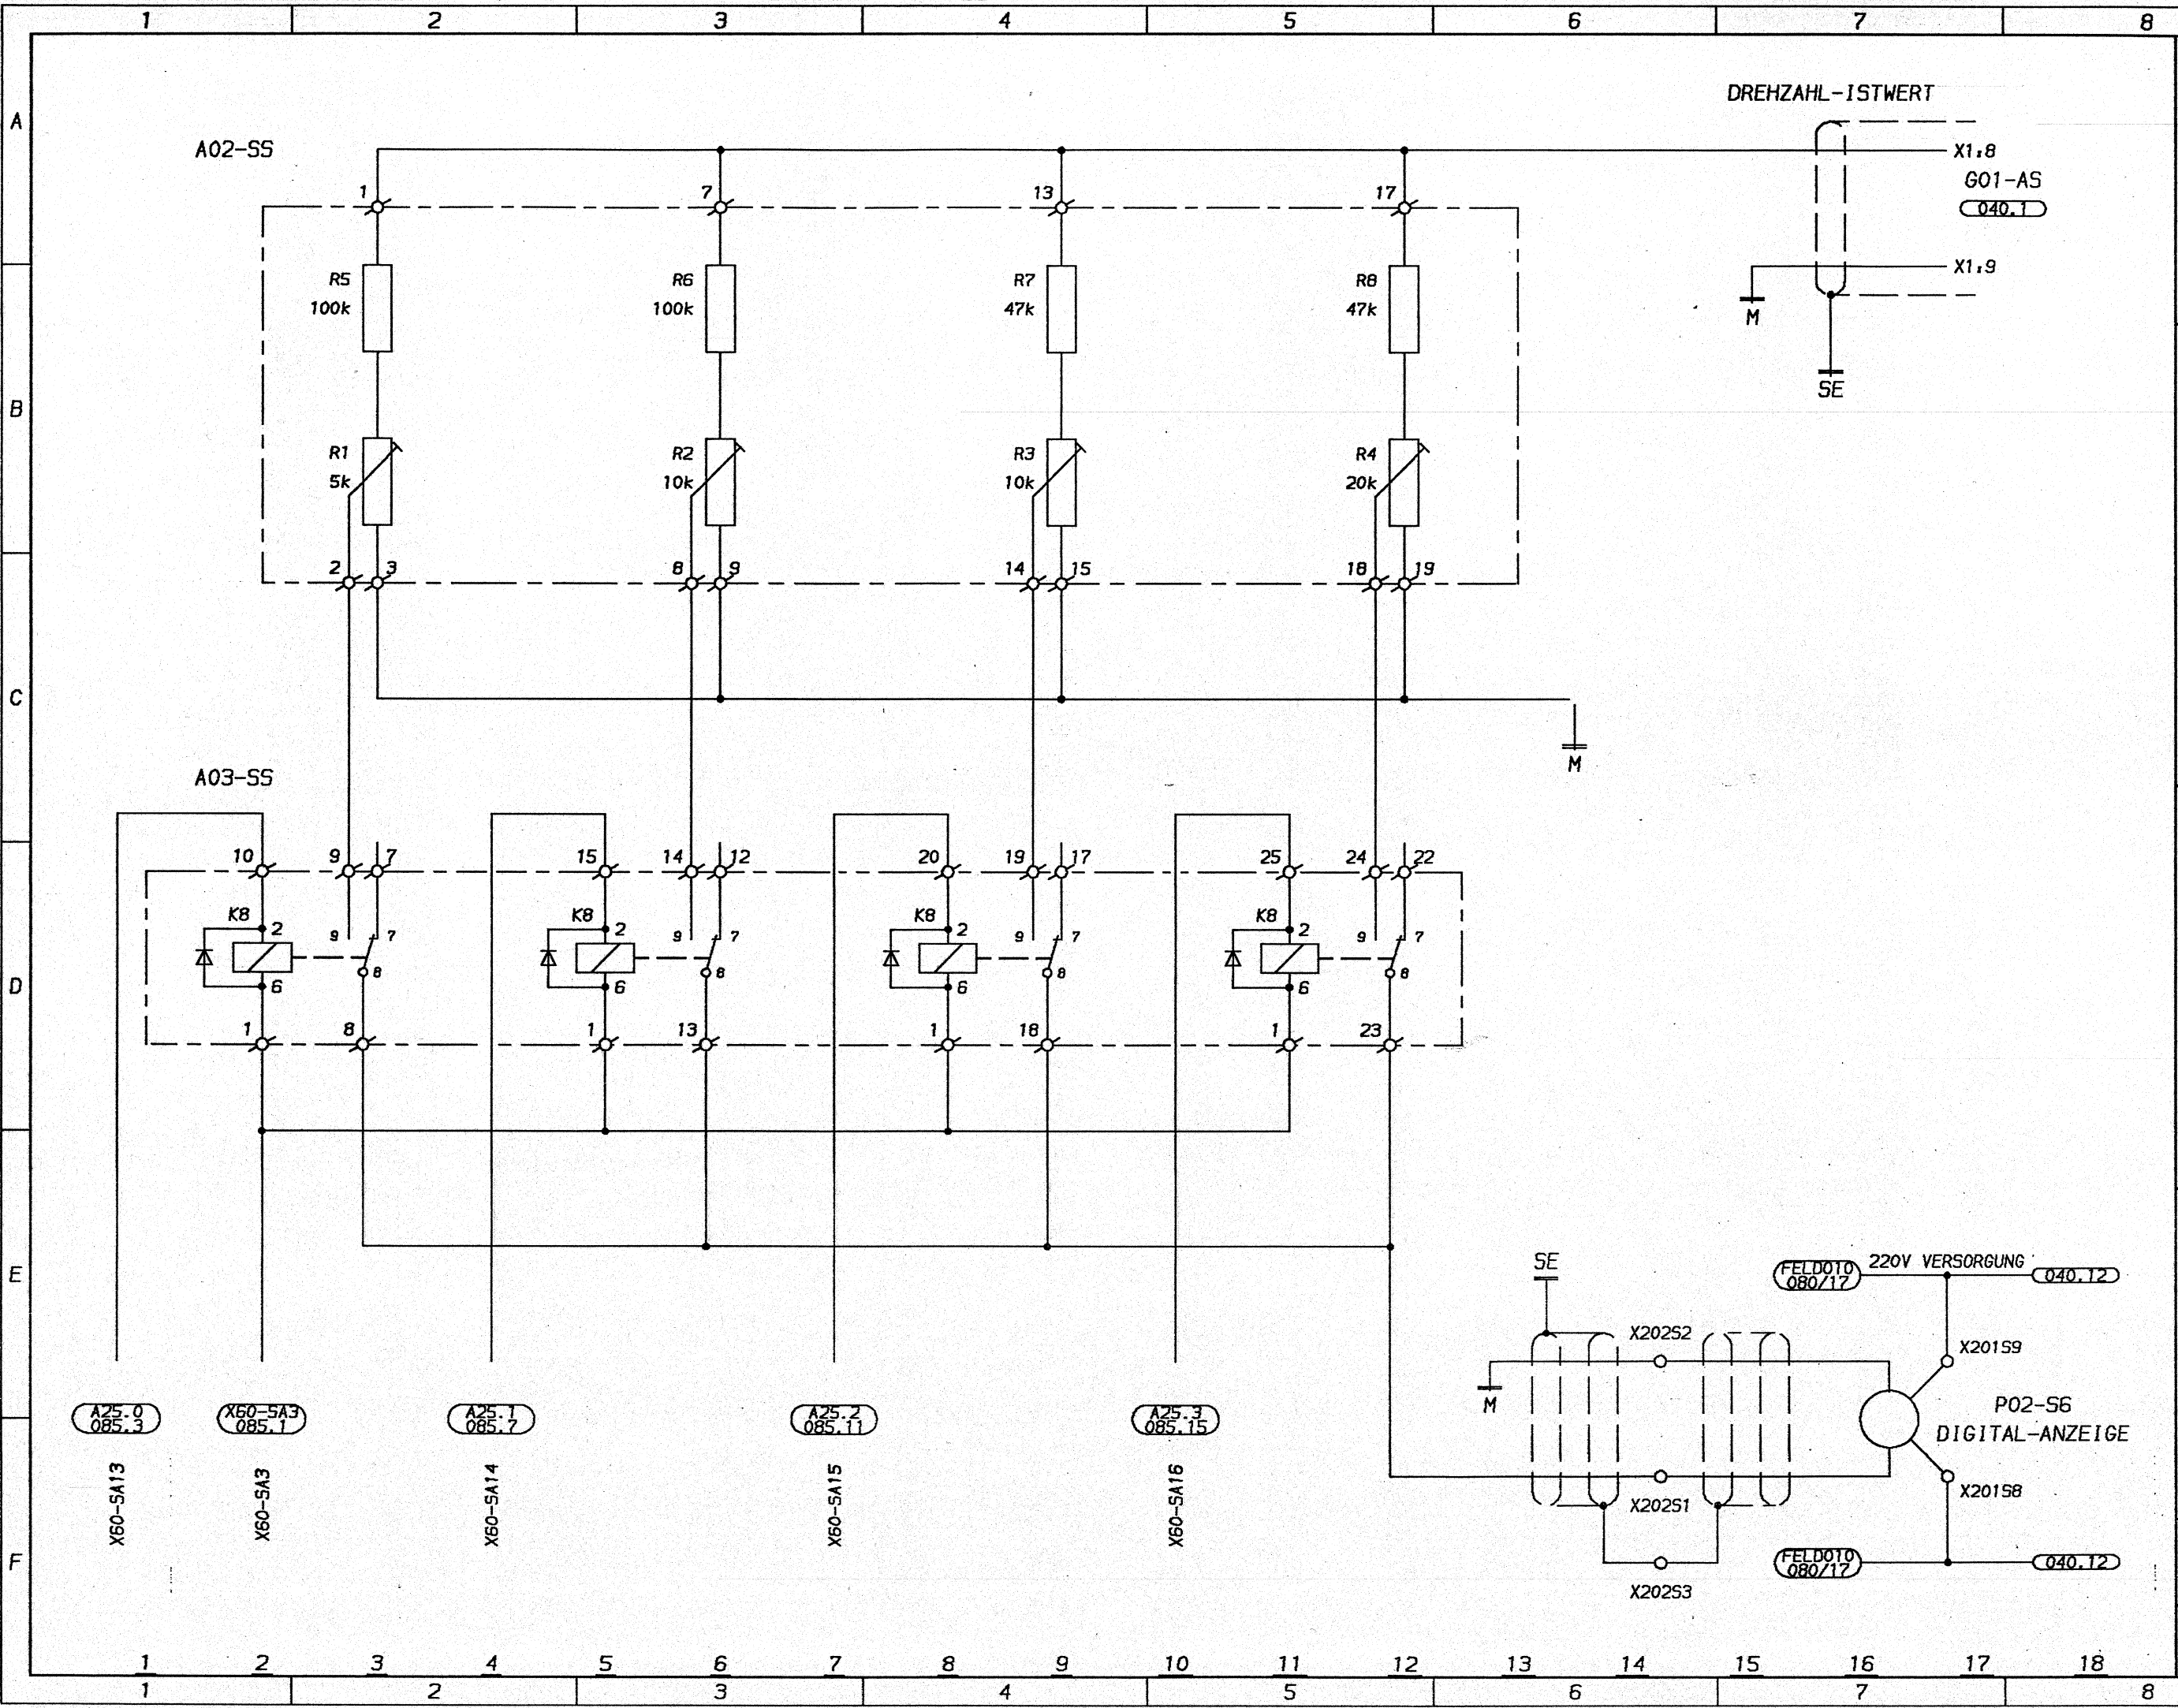 1 2 3 4 5 6 7 8
DREHZAHL-ISTWERT
A
A02-SS
X1:8
G01-AS
040.1
1 7 13 17
R5 R6 R7 R8
X1:9
100k 100k 47k 47k
M
SE
B
R1 R2 R3 R4
5k 10k 10k 20k
2 3 8 9 14 15 18 19
C
M
A03-SS
10 9 7 15 14 12 20 19 17 25 24 22
K8 K8 K8 K8
2 9 7 2 9 7 2 9 7 2 9 7
8 8 8 8
D
6 6 6 6
1 8 1 13 1 18 1 23
SE
220V VERSORGUNG
E
FELD010
080/17
040.12
X202S2
X201S9
M
P02-S6
DIGITAL-ANZEIGE
A25.0
085.3
X60-SA3
085.1
A25.1
085.7
A25.2
085.11
A25.3
085.15
X60-SA13
X60-SA3
X60-SA14
X60-SA15
X60-SA16
X202S1
X201S8
F
FELD010
080/17
040.12
X202S3
1 2 3 4 5 6 7 8 9 10 11 12 13 14 15 16 17 18
1 2 3 4 5 6 7 8